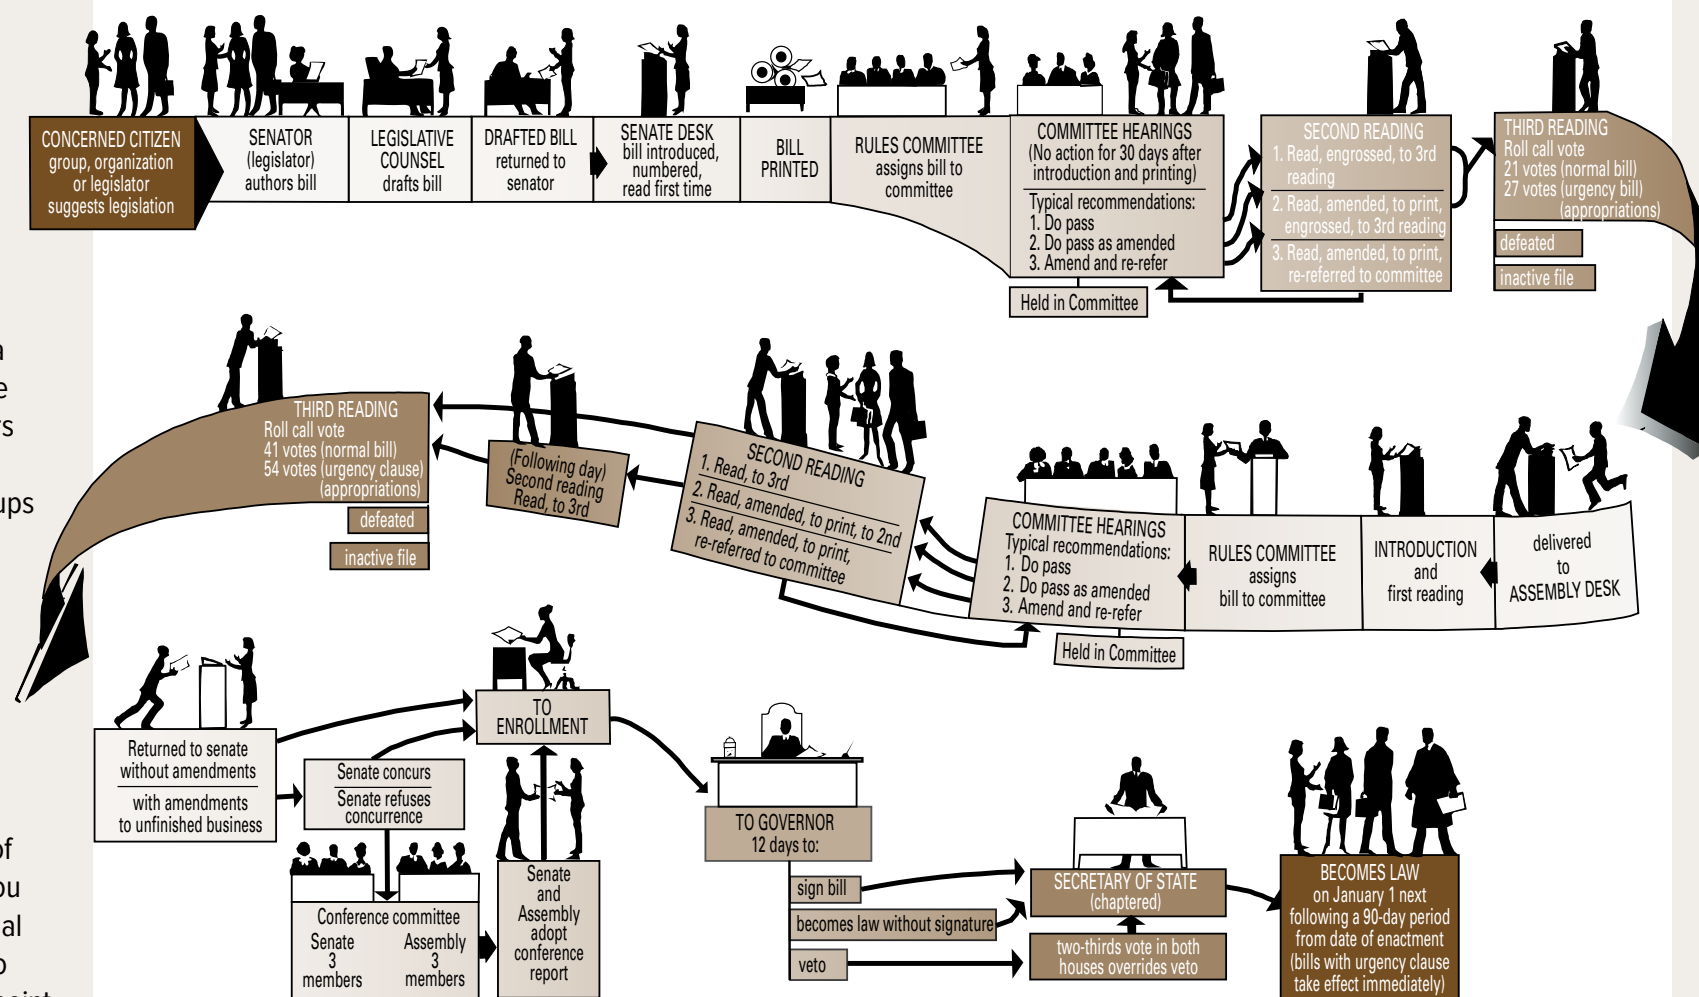 CONCERNED CITIZEN
group, organization
or legislator
suggests legislation
SENATOR
(legislator)
authors bill
LEGISLATIVE
COUNSEL
drafts bill
DRAFTED BILL
returned to
senator
SENATE DESK
bill introduced,
numbered,
read first time
BILL
PRINTED
RULES COMMITTEE
assigns bill to
committee
COMMITTEE HEARINGS
(No action for 30 days after
introduction and printing)
Typical recommendations:
1. Do pass
2. Do pass as amended
3. Amend and re-refer
Held in Committee
SECOND READING
1. Read, engrossed, to 3rd
reading
2. Read, amended, to print,
engrossed, to 3rd reading
3. Read, amended, to print,
re-referred to committee
THIRD READING
Roll call vote
21 votes (normal bill)
27 votes (urgency bill)
(appropriations)
defeated
inactive file
delivered
to
ASSEMBLY DESK
INTRODUCTION
and
first reading
RULES COMMITTEE
assigns
bill to committee
COMMITTEE HEARINGS
Typical recommendations:
1. Do pass
2. Do pass as amended
3. Amend and re-refer
Held in Committee
SECOND READING
1. Read, to 3rd
2. Read, amended, to print, to 2nd
3. Read, amended, to print,
re-referred to committee
(Following day)
Second reading
Read, to 3rd
THIRD READING
Roll call vote
41 votes (normal bill)
54 votes (urgency clause)
(appropriations)
defeated
inactive file
Returned to senate
without amendments
with amendments
to unfinished business
Senate concurs
Senate refuses
concurrence
Conference committee
Senate
3
members
Assembly
3
members
Senate
and
Assembly
adopt
conference
report
TO
ENROLLMENT
TO GOVERNOR
12 days to:
sign bill
becomes law without signature
veto
SECRETARY OF STATE
(chaptered)
two-thirds vote in both
houses overrides veto
BECOMES LAW
on January 1 next
following a 90-day period
from date of enactment
(bills with urgency clause
take effect immediately)